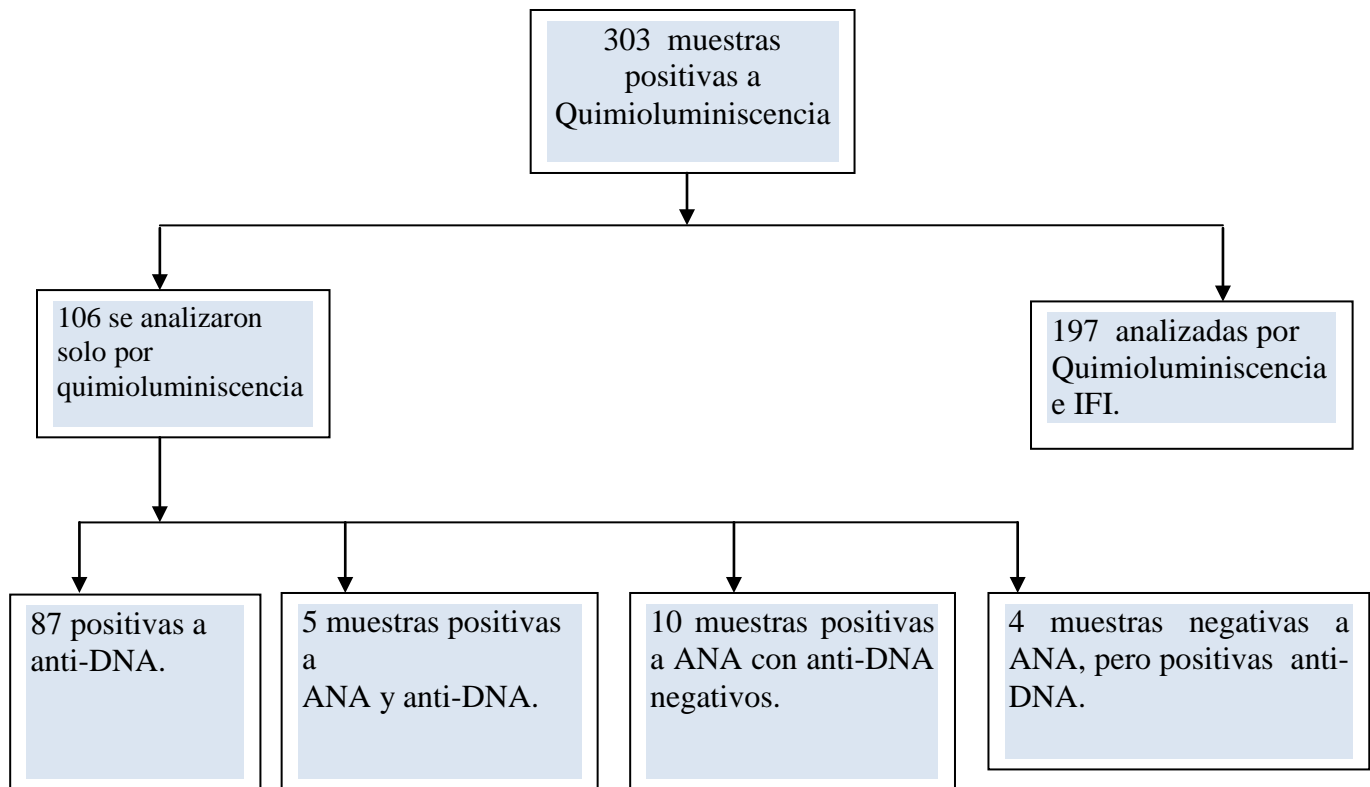 303 muestras
positivas a
Quimioluminiscencia
106 se analizaron
solo por
quimioluminiscencia
197 analizadas por
Quimioluminiscencia
e IFI.
87 positivas a
anti-DNA.
5 muestras positivas
a
ANA y anti-DNA.
10 muestras positivas
a ANA con anti-DNA
negativos.
4 muestras negativas a
ANA, pero positivas anti-
DNA.